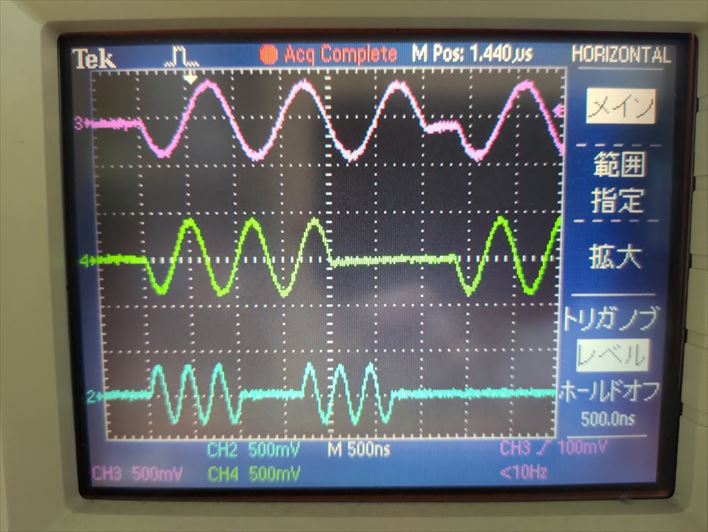 Tek Acq Complete M Pos: 1.440µs HORIZONTAL
メイン
3
範囲
指定
4
拡大
トリガノブ
レベル
2
ホールドオフ
500.0ns
CH2 500mV M 500ns CH3 100mV
CH3 500mV CH4 500mV <10Hz